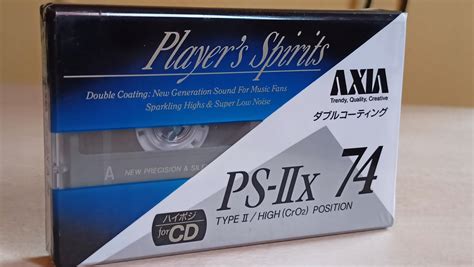 Player's Spirits
Double Coating: New Generation Sound For Music Fans
Sparkling Highs & Super Low Noise
AXIA
Trendy, Quality, Creative
ダブルコーティング
A NEW PRECISION & SIL
PS-IIx 74
TYPE II / HIGH (CrO2) POSITION
ハイポジ
for CD